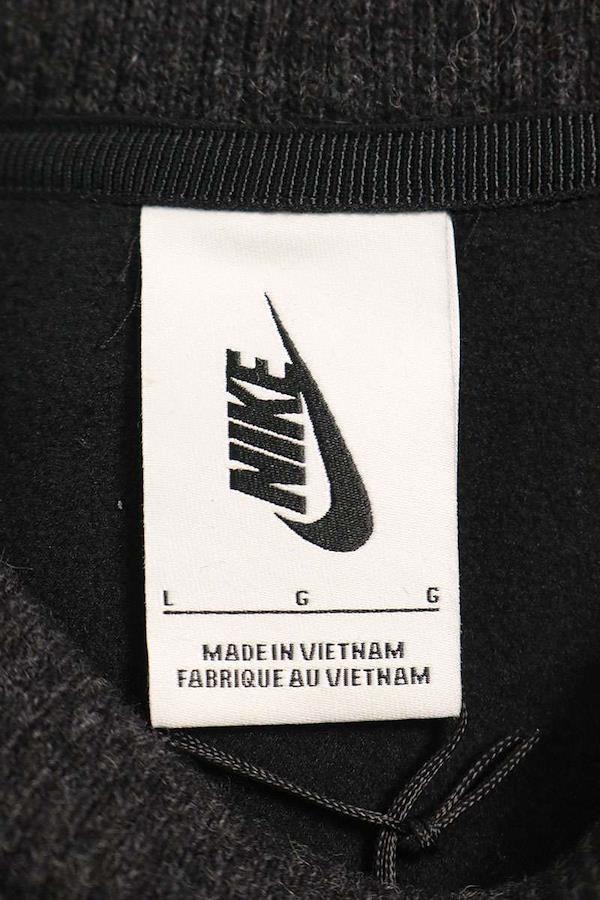 NIKE
L G G
MADE IN VIETNAM
FABRIQUE AU VIETNAM